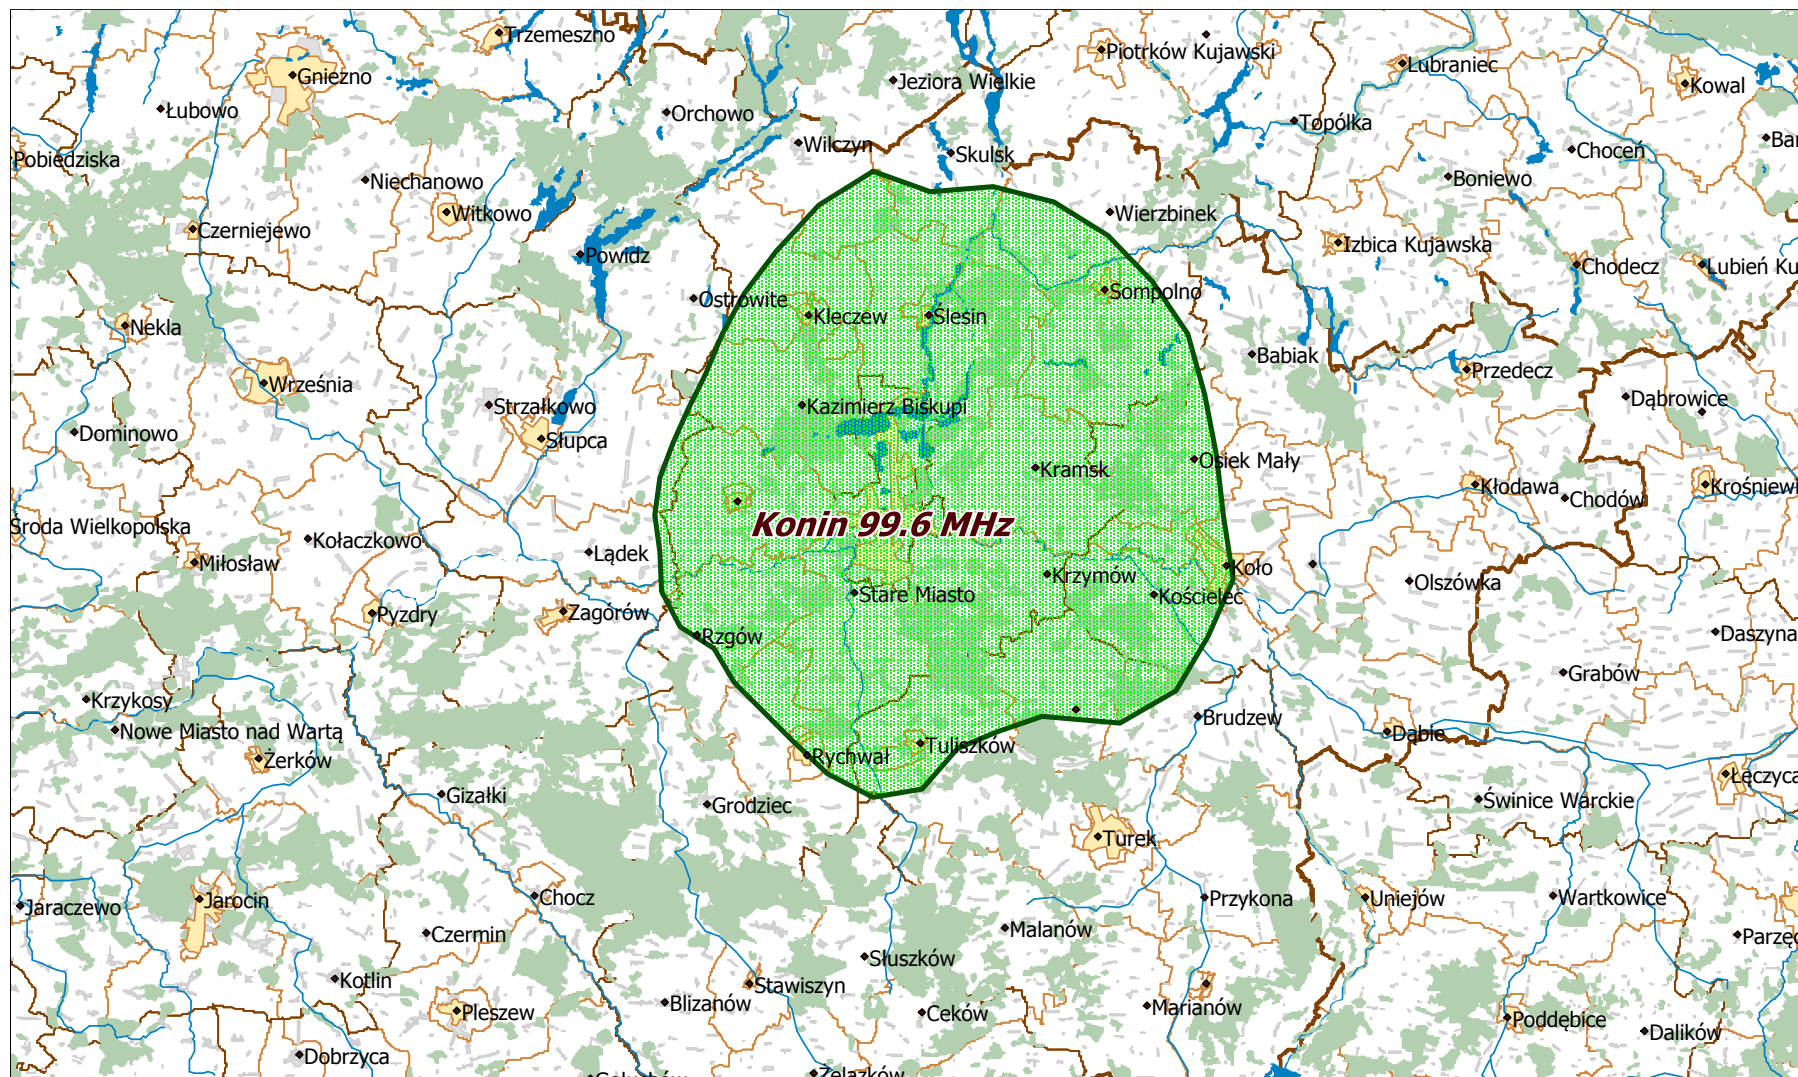 Trzemeszno
Piotrków Kujawski
Lubraniec
Gniezno
Jeziora Wielkie
Kowal
Łubowo
Orchowo
Topólka
Wilczyn
Skulsk
Choceń
Pobiedziska
Niechanowo
Boniewo
Witkowo
Wierzbinek
Czerniejewo
Izbica Kujawska
Powidz
Chodecz
Lubień Ku
Ostrowite
Sompolno
Kleczew
Ślesin
Nekla
Babiak
Przedecz
Września
Dąbrowice
Strzałkowo
Kazimierz Biskupi
Dominowo
Słupca
Osiek Mały
Kramsk
Kłodawa
Krośniew
Chodów
Środa Wielkopolska
Konin 99.6 MHz
Kołaczkowo
Lądek
Miłosław
Koło
Krzymów
Olszówka
Stare Miasto
Kościelec
Pyzdry
Zagórów
Rzgów
Daszyna
Grabów
Krzykosy
Brudzew
Nowe Miasto nad Wartą
Dąbie
Tuliszków
Żerków
Rychwał
Łęczyca
Gizałki
Grodziec
Świnice Warckie
Turek
Jarocin
Chocz
Przykona
Uniejów
Wartkowice
Jaraczewo
Malanów
Czermin
Parzęc
Słuszków
Kotlin
Stawiszyn
Blizanów
Marianów
Pleszew
Ceków
Poddębice
Dalików
Dobrzyca
Żelazków